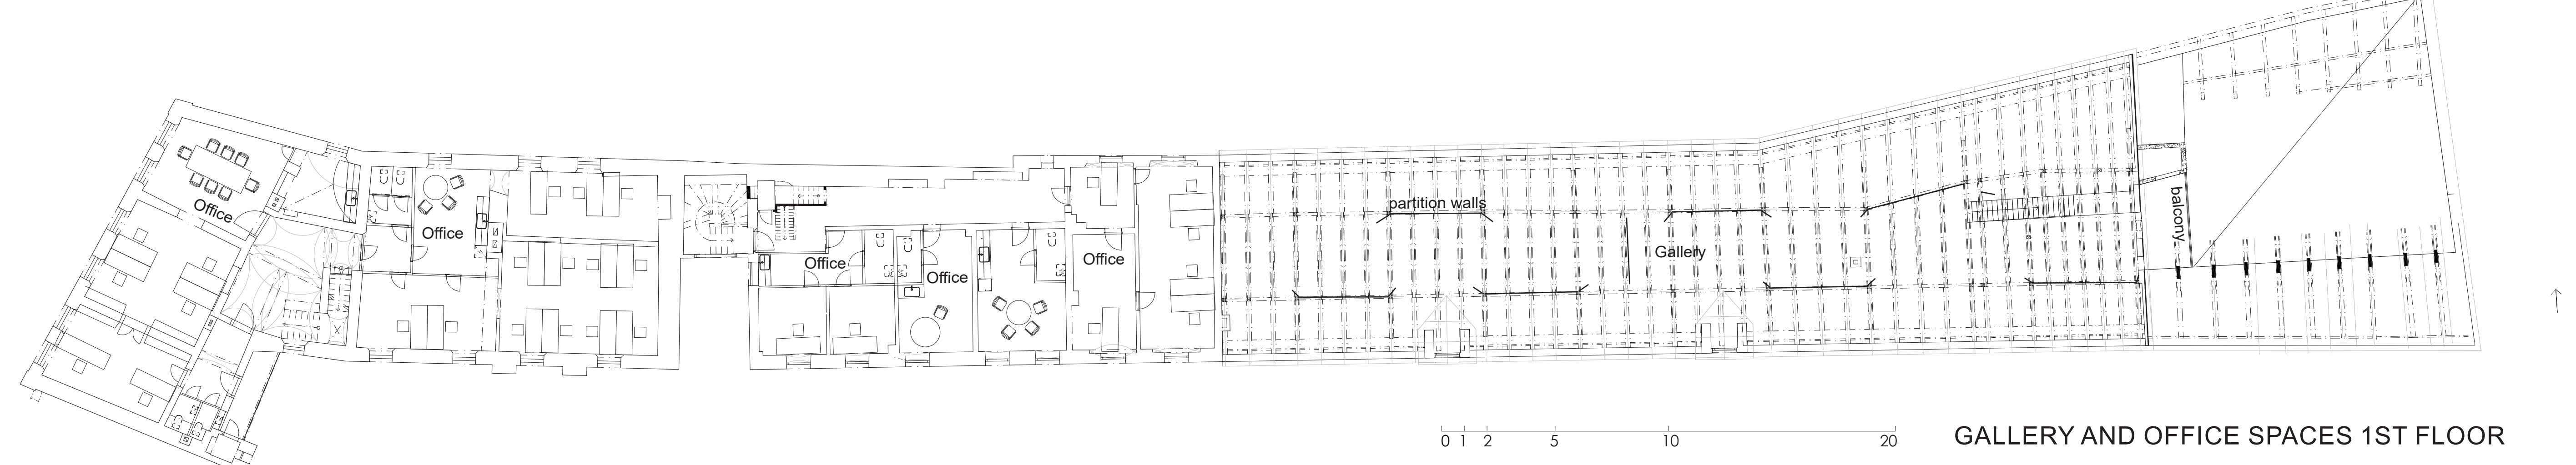 Office
Office
Office
Office
Office
partition walls
Gallery
balcony
0 1 2 5 10 20
GALLERY AND OFFICE SPACES 1ST FLOOR